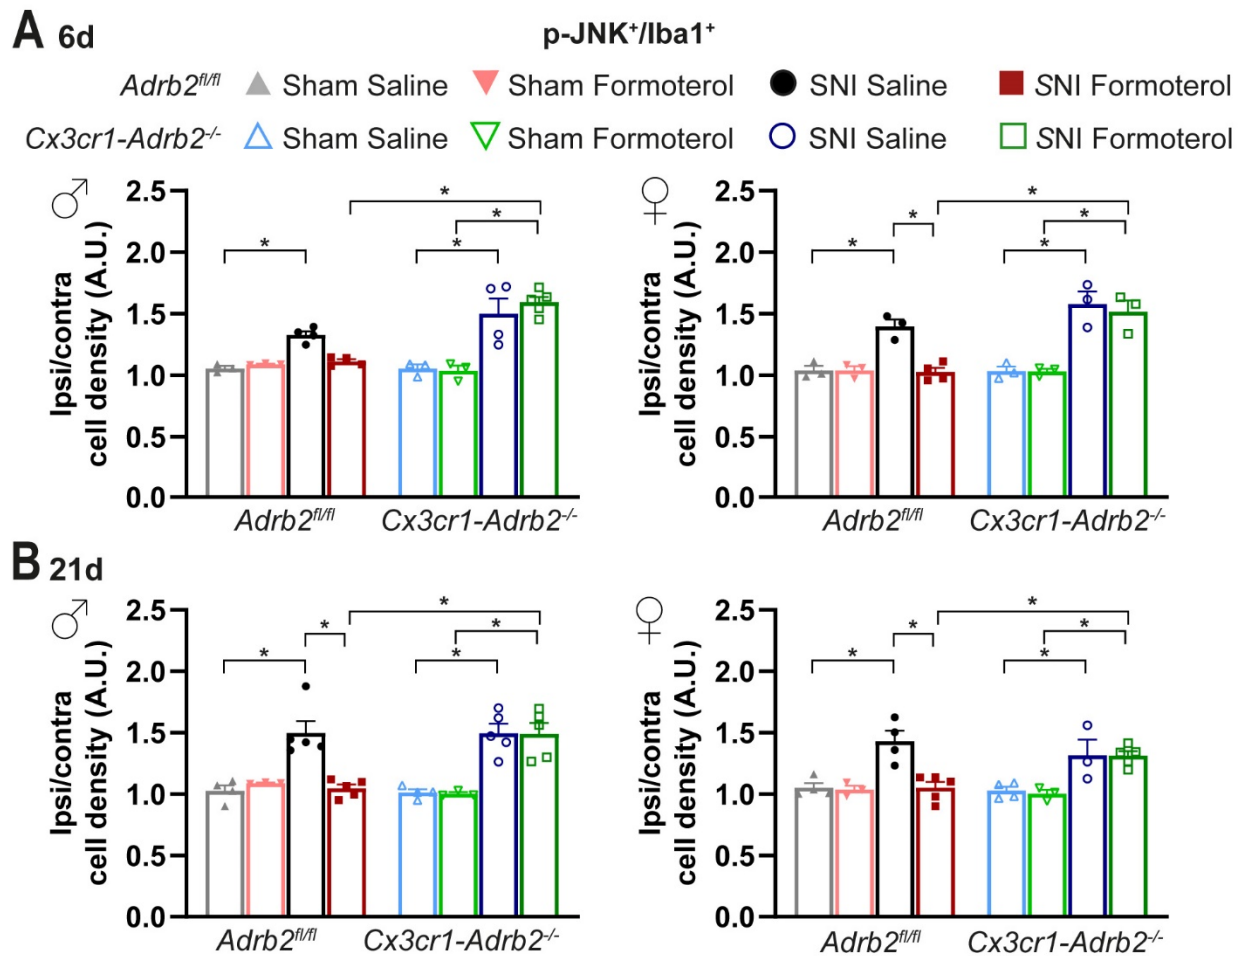 A 6d
p-JNK⁺/Iba1⁺
Adrb2ᶠˡ/ᶠˡ Sham Saline Sham Formoterol SNI Saline SNI Formoterol
Cx3cr1-Adrb2⁻/⁻ Sham Saline Sham Formoterol SNI Saline SNI Formoterol
♂
Ipsi/contra
cell density (A.U.)
2.5
2.0
1.5
1.0
0.5
0.0
* * * *
Adrb2ᶠˡ/ᶠˡ Cx3cr1-Adrb2⁻/⁻
♀
Ipsi/contra
cell density (A.U.)
2.5
2.0
1.5
1.0
0.5
0.0
* * * * *
Adrb2ᶠˡ/ᶠˡ Cx3cr1-Adrb2⁻/⁻
B 21d
♂
Ipsi/contra
cell density (A.U.)
2.5
2.0
1.5
1.0
0.5
0.0
* * * * *
Adrb2ᶠˡ/ᶠˡ Cx3cr1-Adrb2⁻/⁻
♀
Ipsi/contra
cell density (A.U.)
2.5
2.0
1.5
1.0
0.5
0.0
* * * * *
Adrb2ᶠˡ/ᶠˡ Cx3cr1-Adrb2⁻/⁻